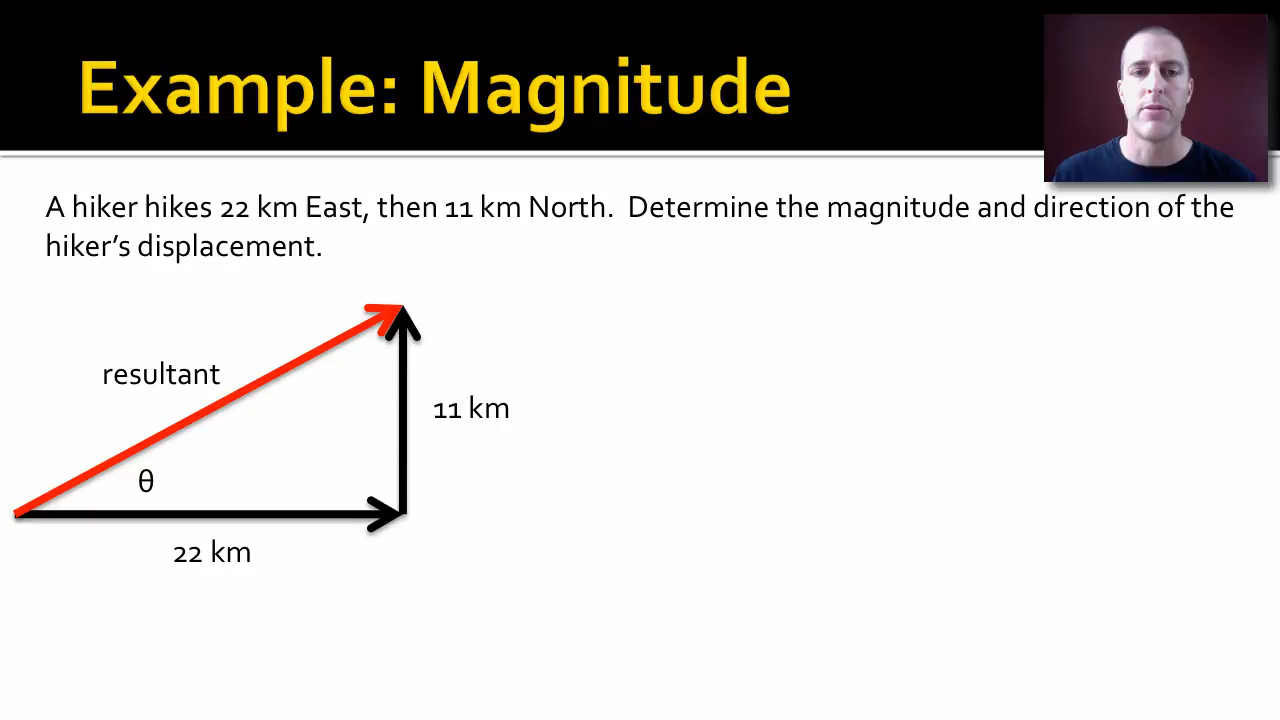 Example: Magnitude
A hiker hikes 22 km East, then 11 km North.  Determine the magnitude and direction of the
hiker’s displacement.
resultant
11 km
θ
22 km